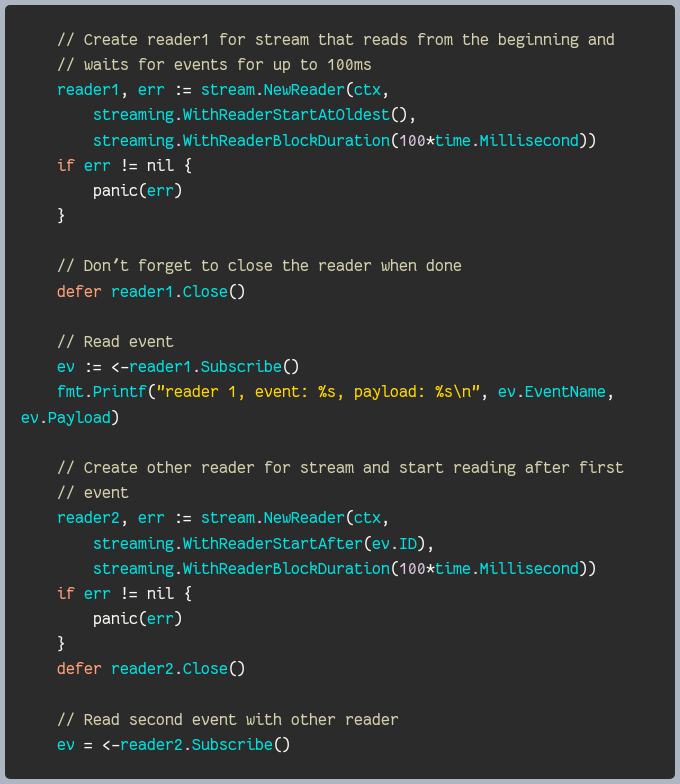 // Create reader1 for stream that reads from the beginning and
// waits for events for up to 100ms
reader1, err := stream.NewReader(ctx,
streaming.WithReaderStartAtOldest(),
streaming.WithReaderBlockDuration(100*time.Millisecond))
if err != nil {
panic(err)
}
// Don't forget to close the reader when done
defer reader1.Close()
// Read event
ev := <-reader1.Subscribe()
fmt.Printf("reader 1, event: %s, payload: %s\n", ev.EventName,
ev.Payload)
// Create other reader for stream and start reading after first
// event
reader2, err := stream.NewReader(ctx,
streaming.WithReaderStartAfter(ev.ID),
streaming.WithReaderBlockDuration(100*time.Millisecond))
if err != nil {
panic(err)
}
defer reader2.Close()
// Read second event with other reader
ev = <-reader2.Subscribe()